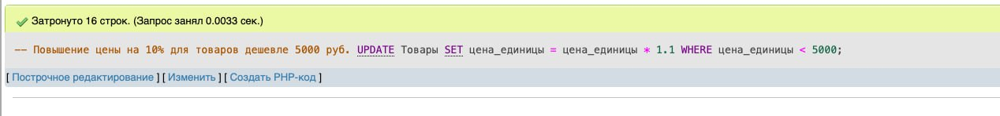 Затронуто 16 строк. (Запрос занял 0.0033 сек.)
-- Повышение цены на 10% для товаров дешевле 5000 руб. UPDATE Товары SET цена_единицы = цена_единицы * 1.1 WHERE цена_единицы < 5000;
[ Построчное редактирование ] [ Изменить ] [ Создать PHP-код ]